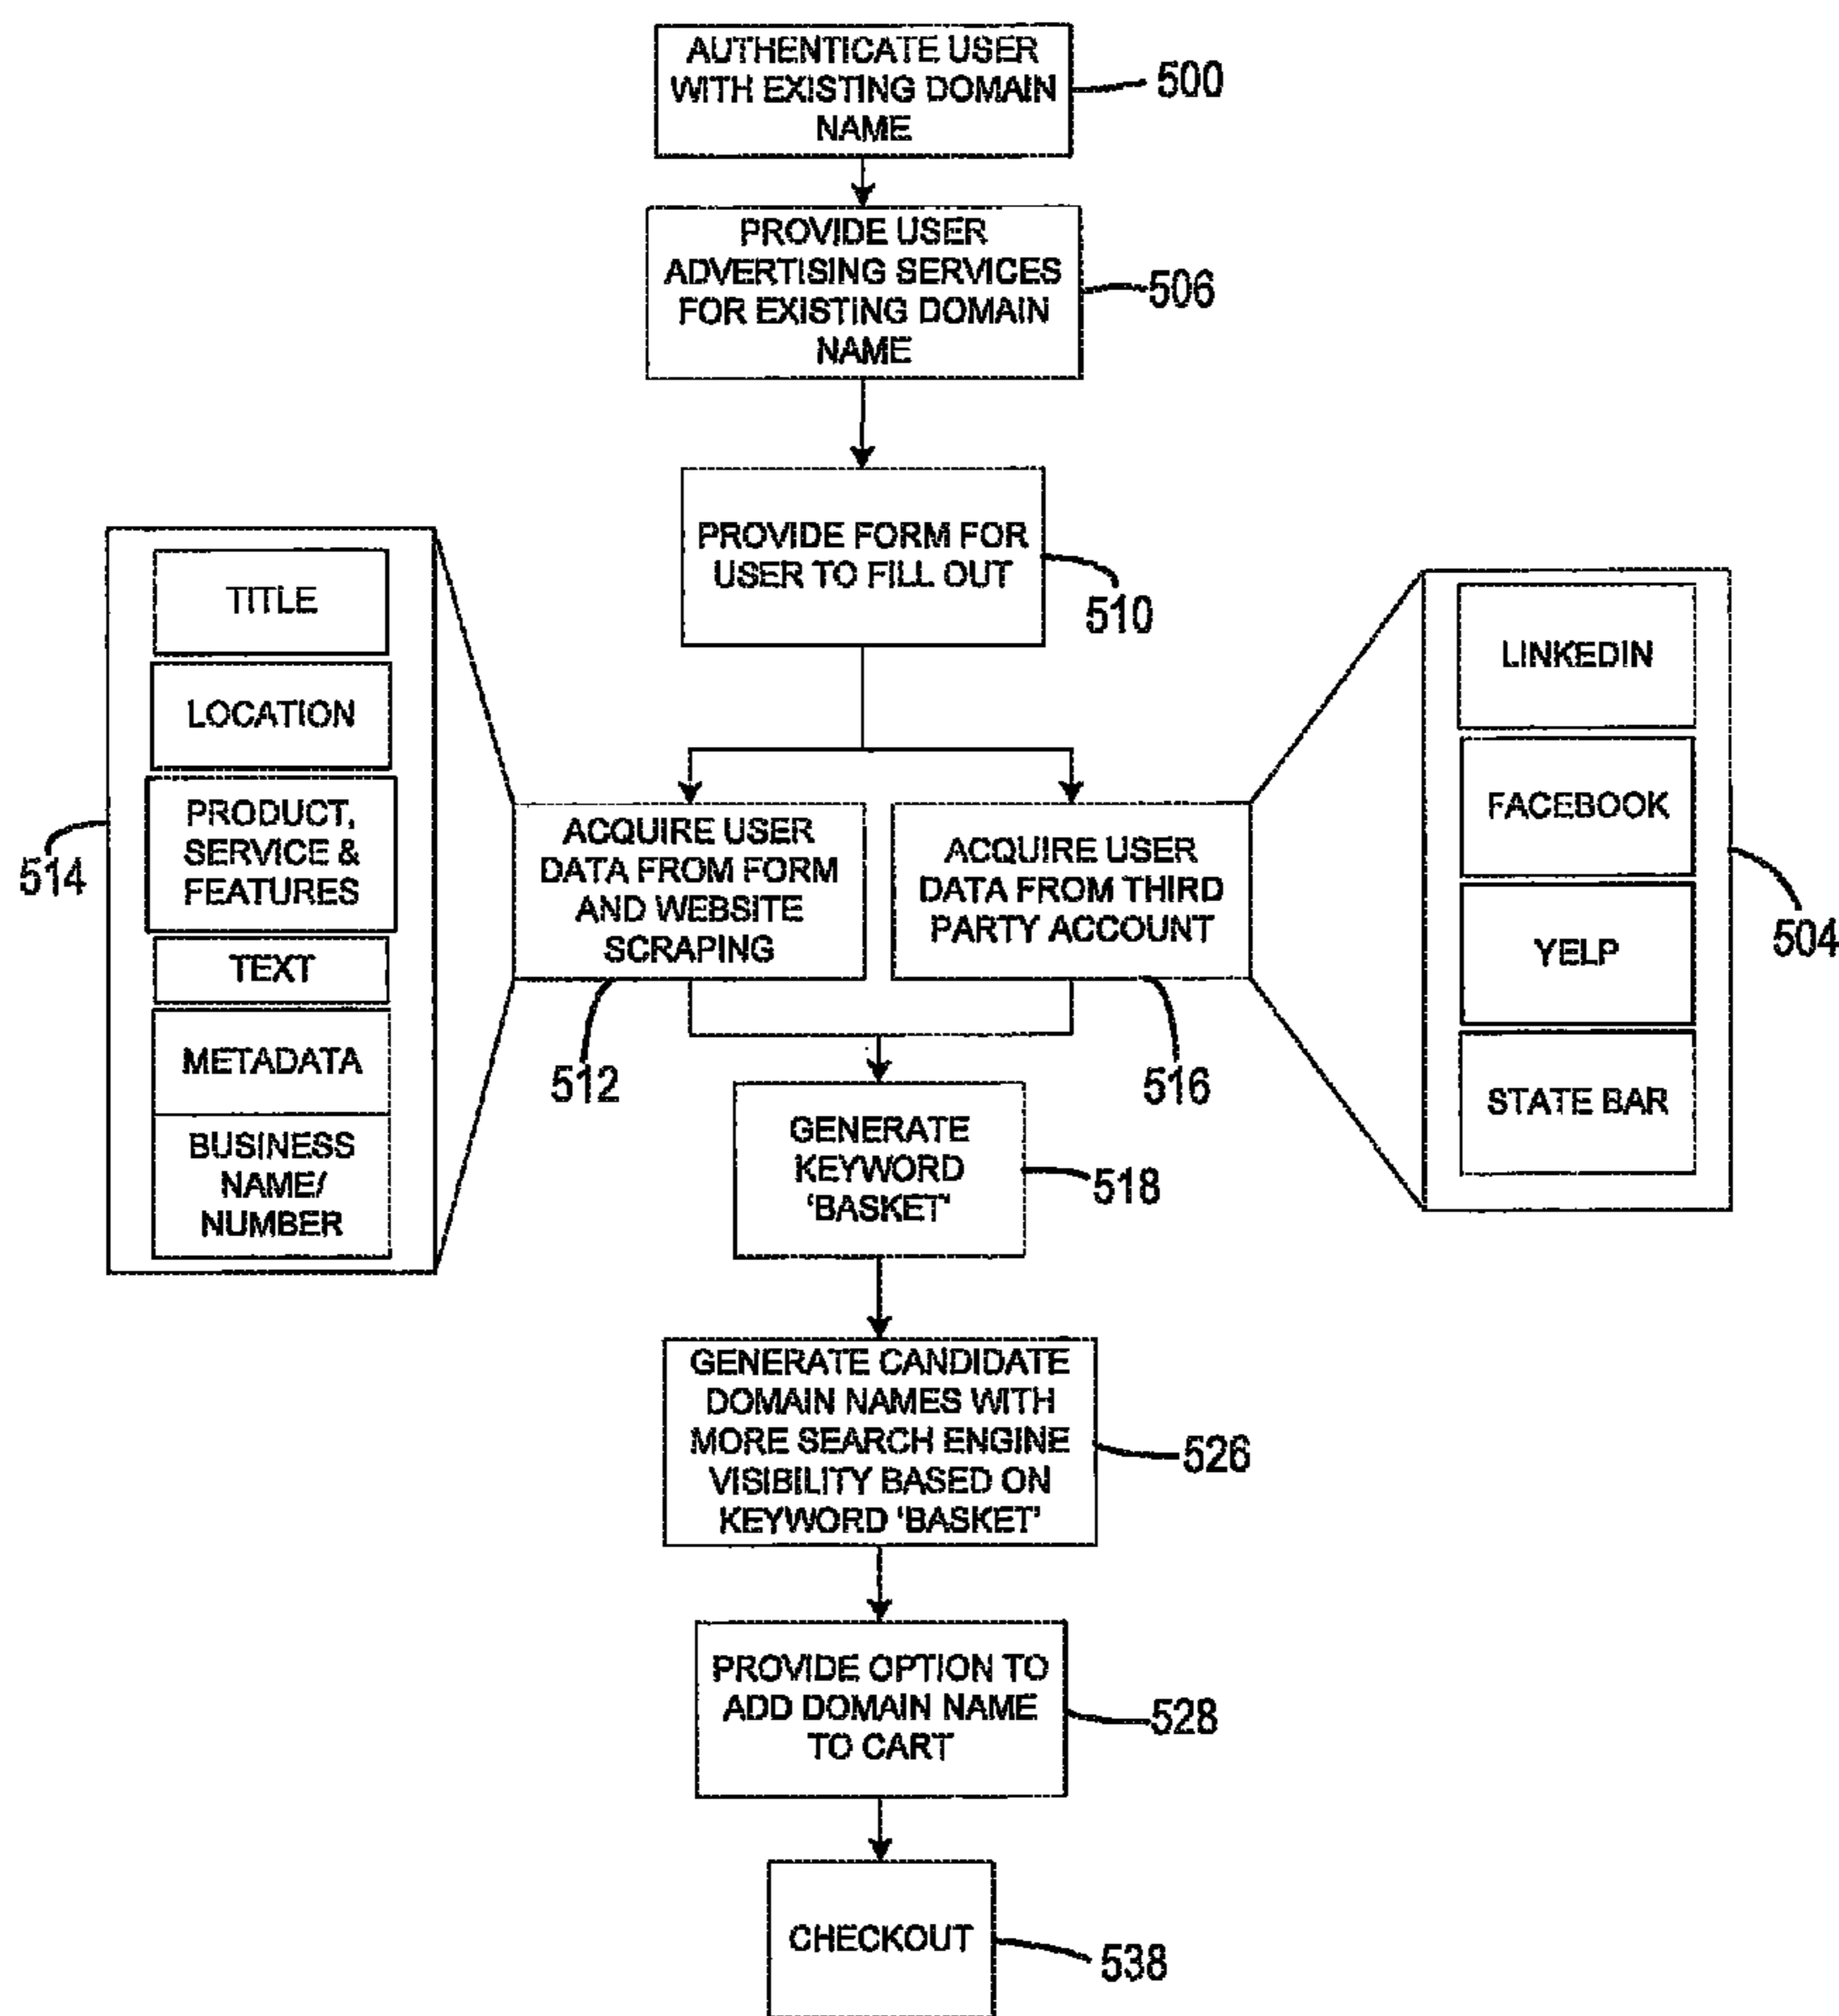 AUTHENTICATE USER
WITH EXISTING DOMAIN
NAME
500
PROVIDE USER
ADVERTISING SERVICES
FOR EXISTING DOMAIN
NAME
506
PROVIDE FORM FOR
USER TO FILL OUT
510
TITLE
LOCATION
PRODUCT,
SERVICE &
FEATURES
TEXT
METADATA
BUSINESS
NAME/
NUMBER
514
ACQUIRE USER
DATA FROM FORM
AND WEBSITE
SCRAPING
512
ACQUIRE USER
DATA FROM THIRD
PARTY ACCOUNT
516
LINKEDIN
FACEBOOK
YELP
STATE BAR
504
GENERATE
KEYWORD
‘BASKET’
518
GENERATE CANDIDATE
DOMAIN NAMES WITH
MORE SEARCH ENGINE
VISIBILITY BASED ON
KEYWORD ‘BASKET’
526
PROVIDE OPTION TO
ADD DOMAIN NAME
TO CART
528
CHECKOUT
538